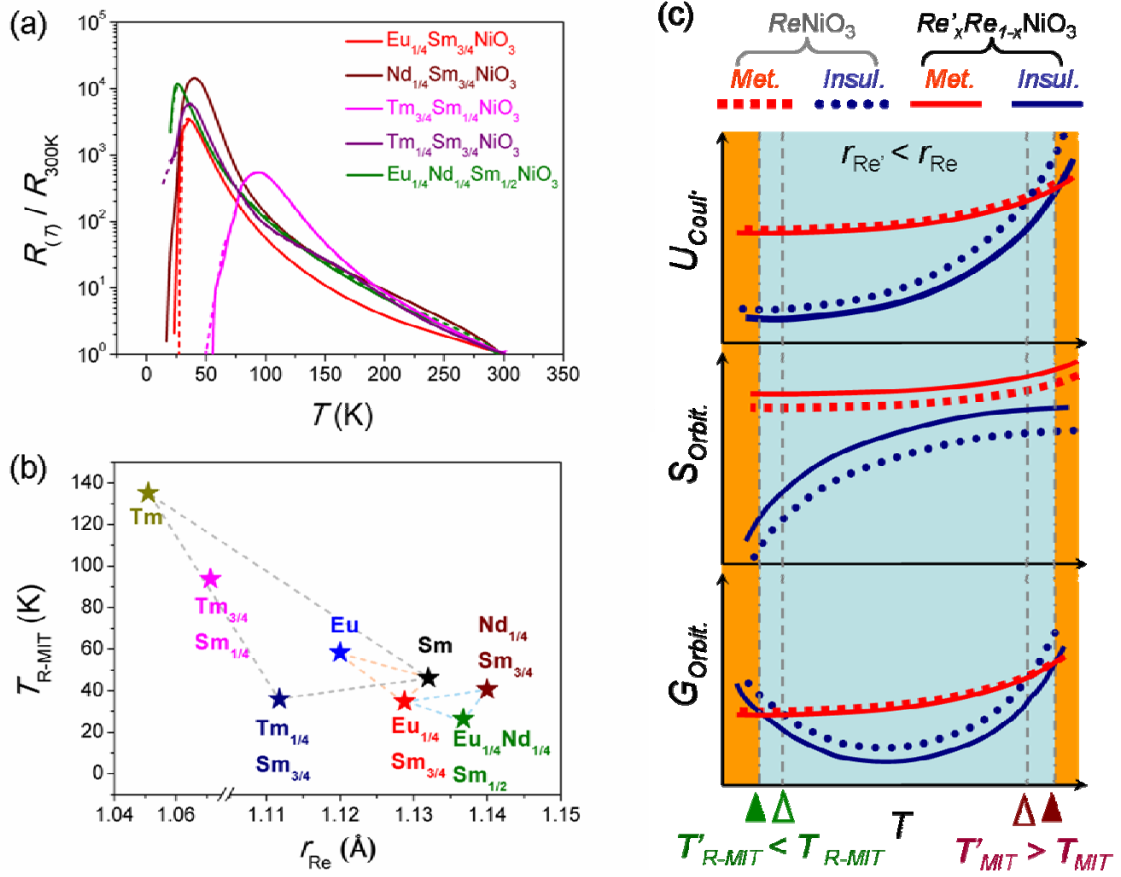 (a)
Eu1/4Sm3/4NiO3
Nd1/4Sm3/4NiO3
Tm3/4Sm1/4NiO3
Tm1/4Sm3/4NiO3
Eu1/4Nd1/4Sm1/2NiO3
R(T) / R300K
10^5
10^4
10^3
10^2
10^1
10^0
0 50 100 150 200 250 300 350
T (K)
(b)
TR-MIT (K)
140
120
100
80
60
40
20
0
Tm
Tm3/4
Sm1/4
Eu
Sm
Nd1/4
Sm3/4
Tm1/4
Sm3/4
Eu1/4
Sm3/4
Eu1/4Nd1/4
Sm1/2
1.04 1.06 1.11 1.12 1.13 1.14 1.15
rRe (Å)
(c)
ReNiO3 Re'xRe1-xNiO3
Met. Insul. Met. Insul.
rRe' < rRe
UCoul.
SOrbit.
GOrbit.
T
T'R-MIT < TR-MIT
T'MIT > TMIT